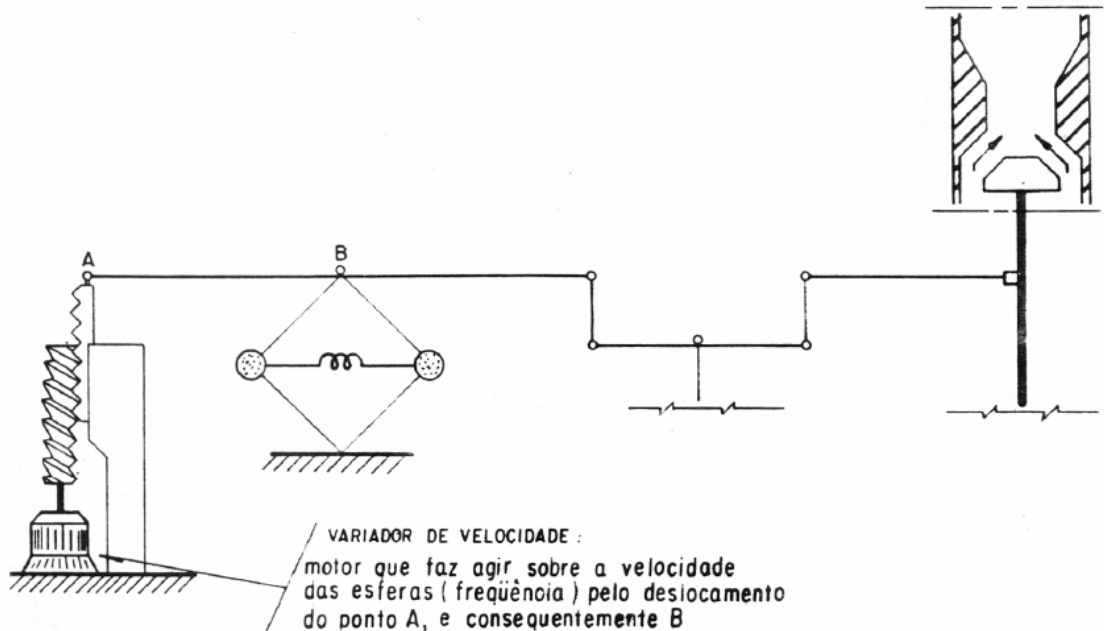 A
B
VARIADOR DE VELOCIDADE :
motor que faz agir sobre a velocidade
das esferas ( freqüência ) pelo deslocamento
do ponto A, e consequentemente B